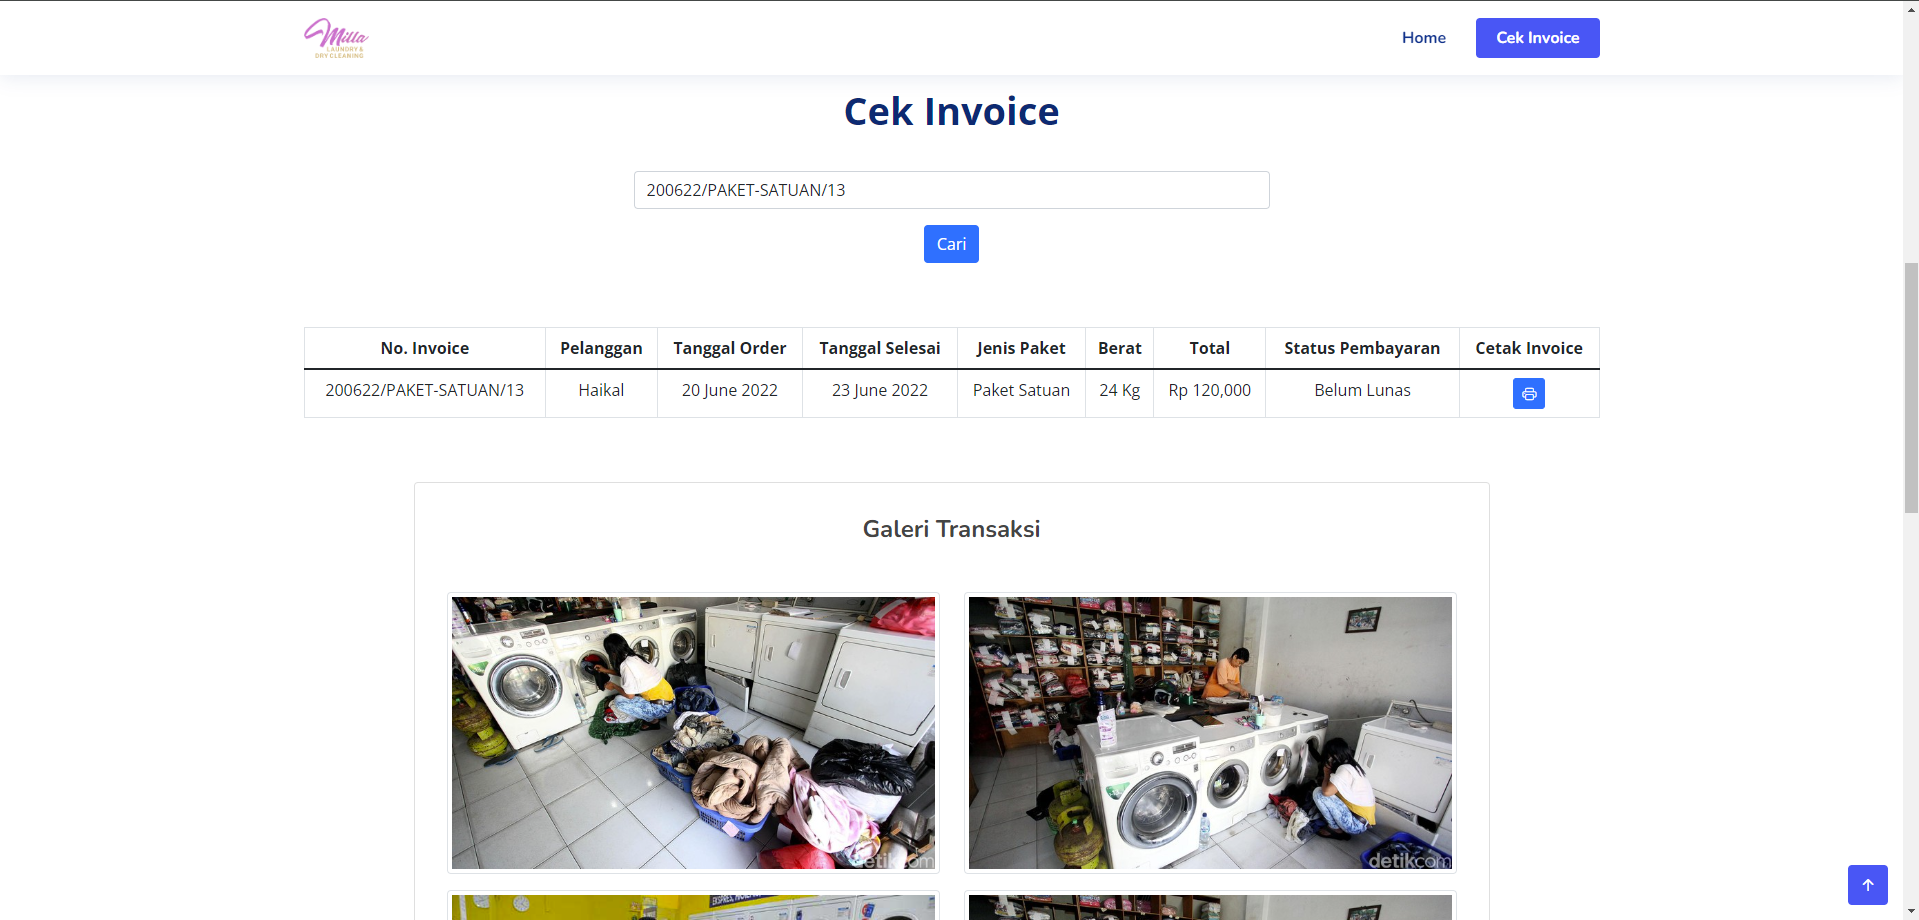 Milla
LAUNDRY &
DRY CLEANING
Home
Cek Invoice
Cek Invoice
200622/PAKET-SATUAN/13
Cari
No. Invoice Pelanggan Tanggal Order Tanggal Selesai Jenis Paket Berat Total Status Pembayaran Cetak Invoice
200622/PAKET-SATUAN/13 Haikal 20 June 2022 23 June 2022 Paket Satuan 24 Kg Rp 120,000 Belum Lunas
Galeri Transaksi
detikcom
detikcom